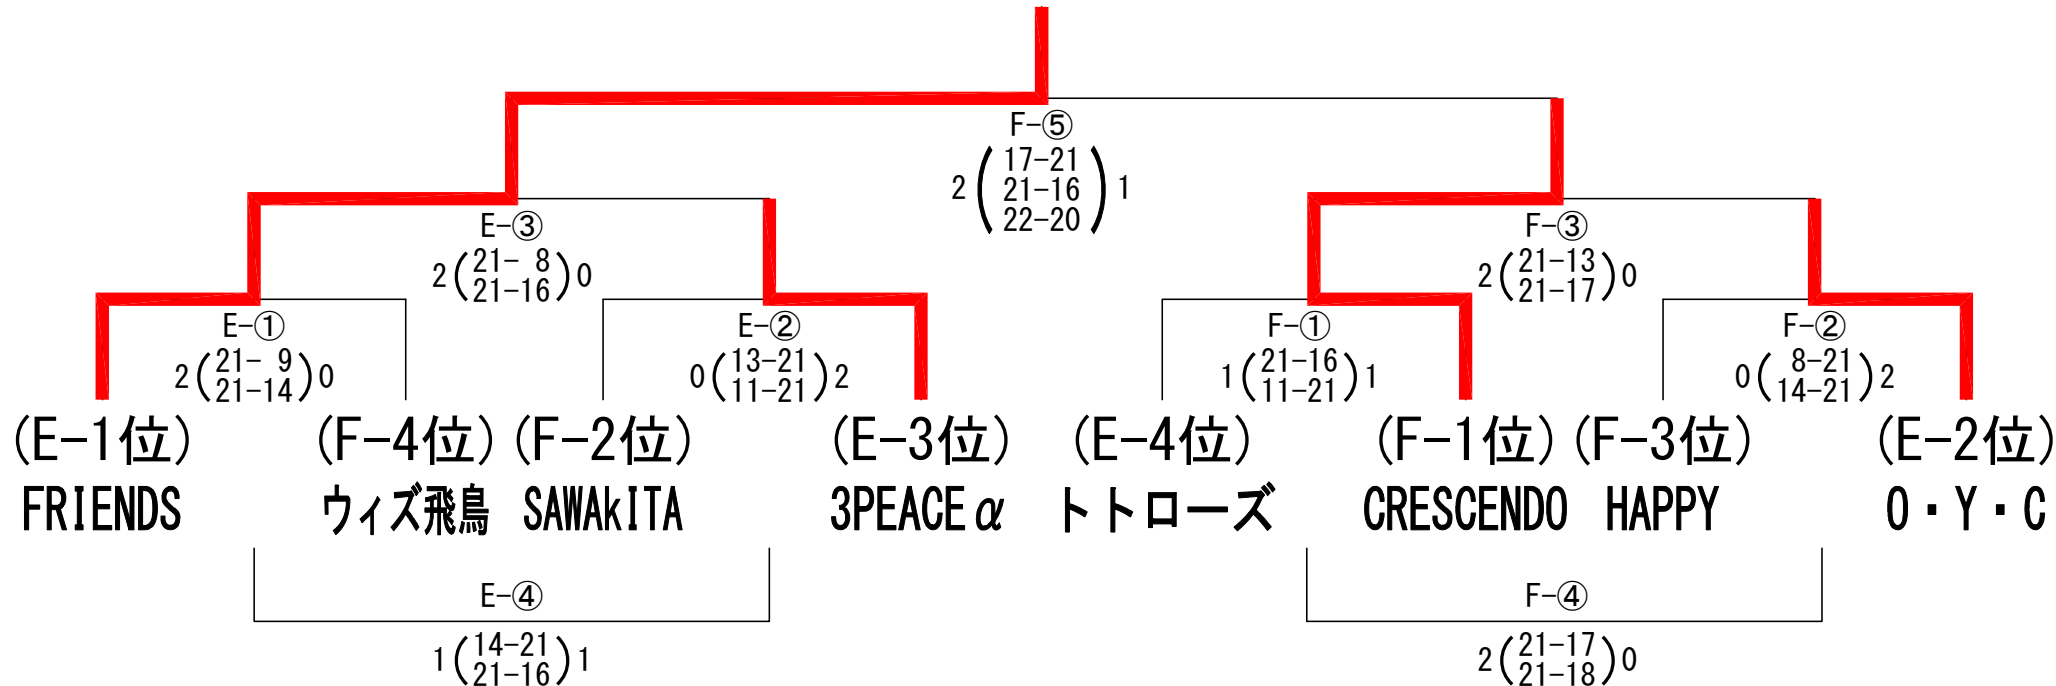 F-⑤
17-21
2(21-16)1
22-20
E-③
21- 8
2( )0
21-16
F-③
21-13
2( )0
21-17
E-①
21- 9
2( )0
21-14
E-②
13-21
0( )2
11-21
F-①
21-16
1( )1
11-21
F-②
8-21
0( )2
14-21
(E-1位) (F-4位) (F-2位) (E-3位) (E-4位) (F-1位) (F-3位) (E-2位)
FRIENDS ウィズ飛鳥 SAWAkITA 3PEACEα トトローズ CRESCENDO HAPPY O・Y・C
E-④
14-21
1( )1
21-16
F-④
21-17
2( )0
21-18